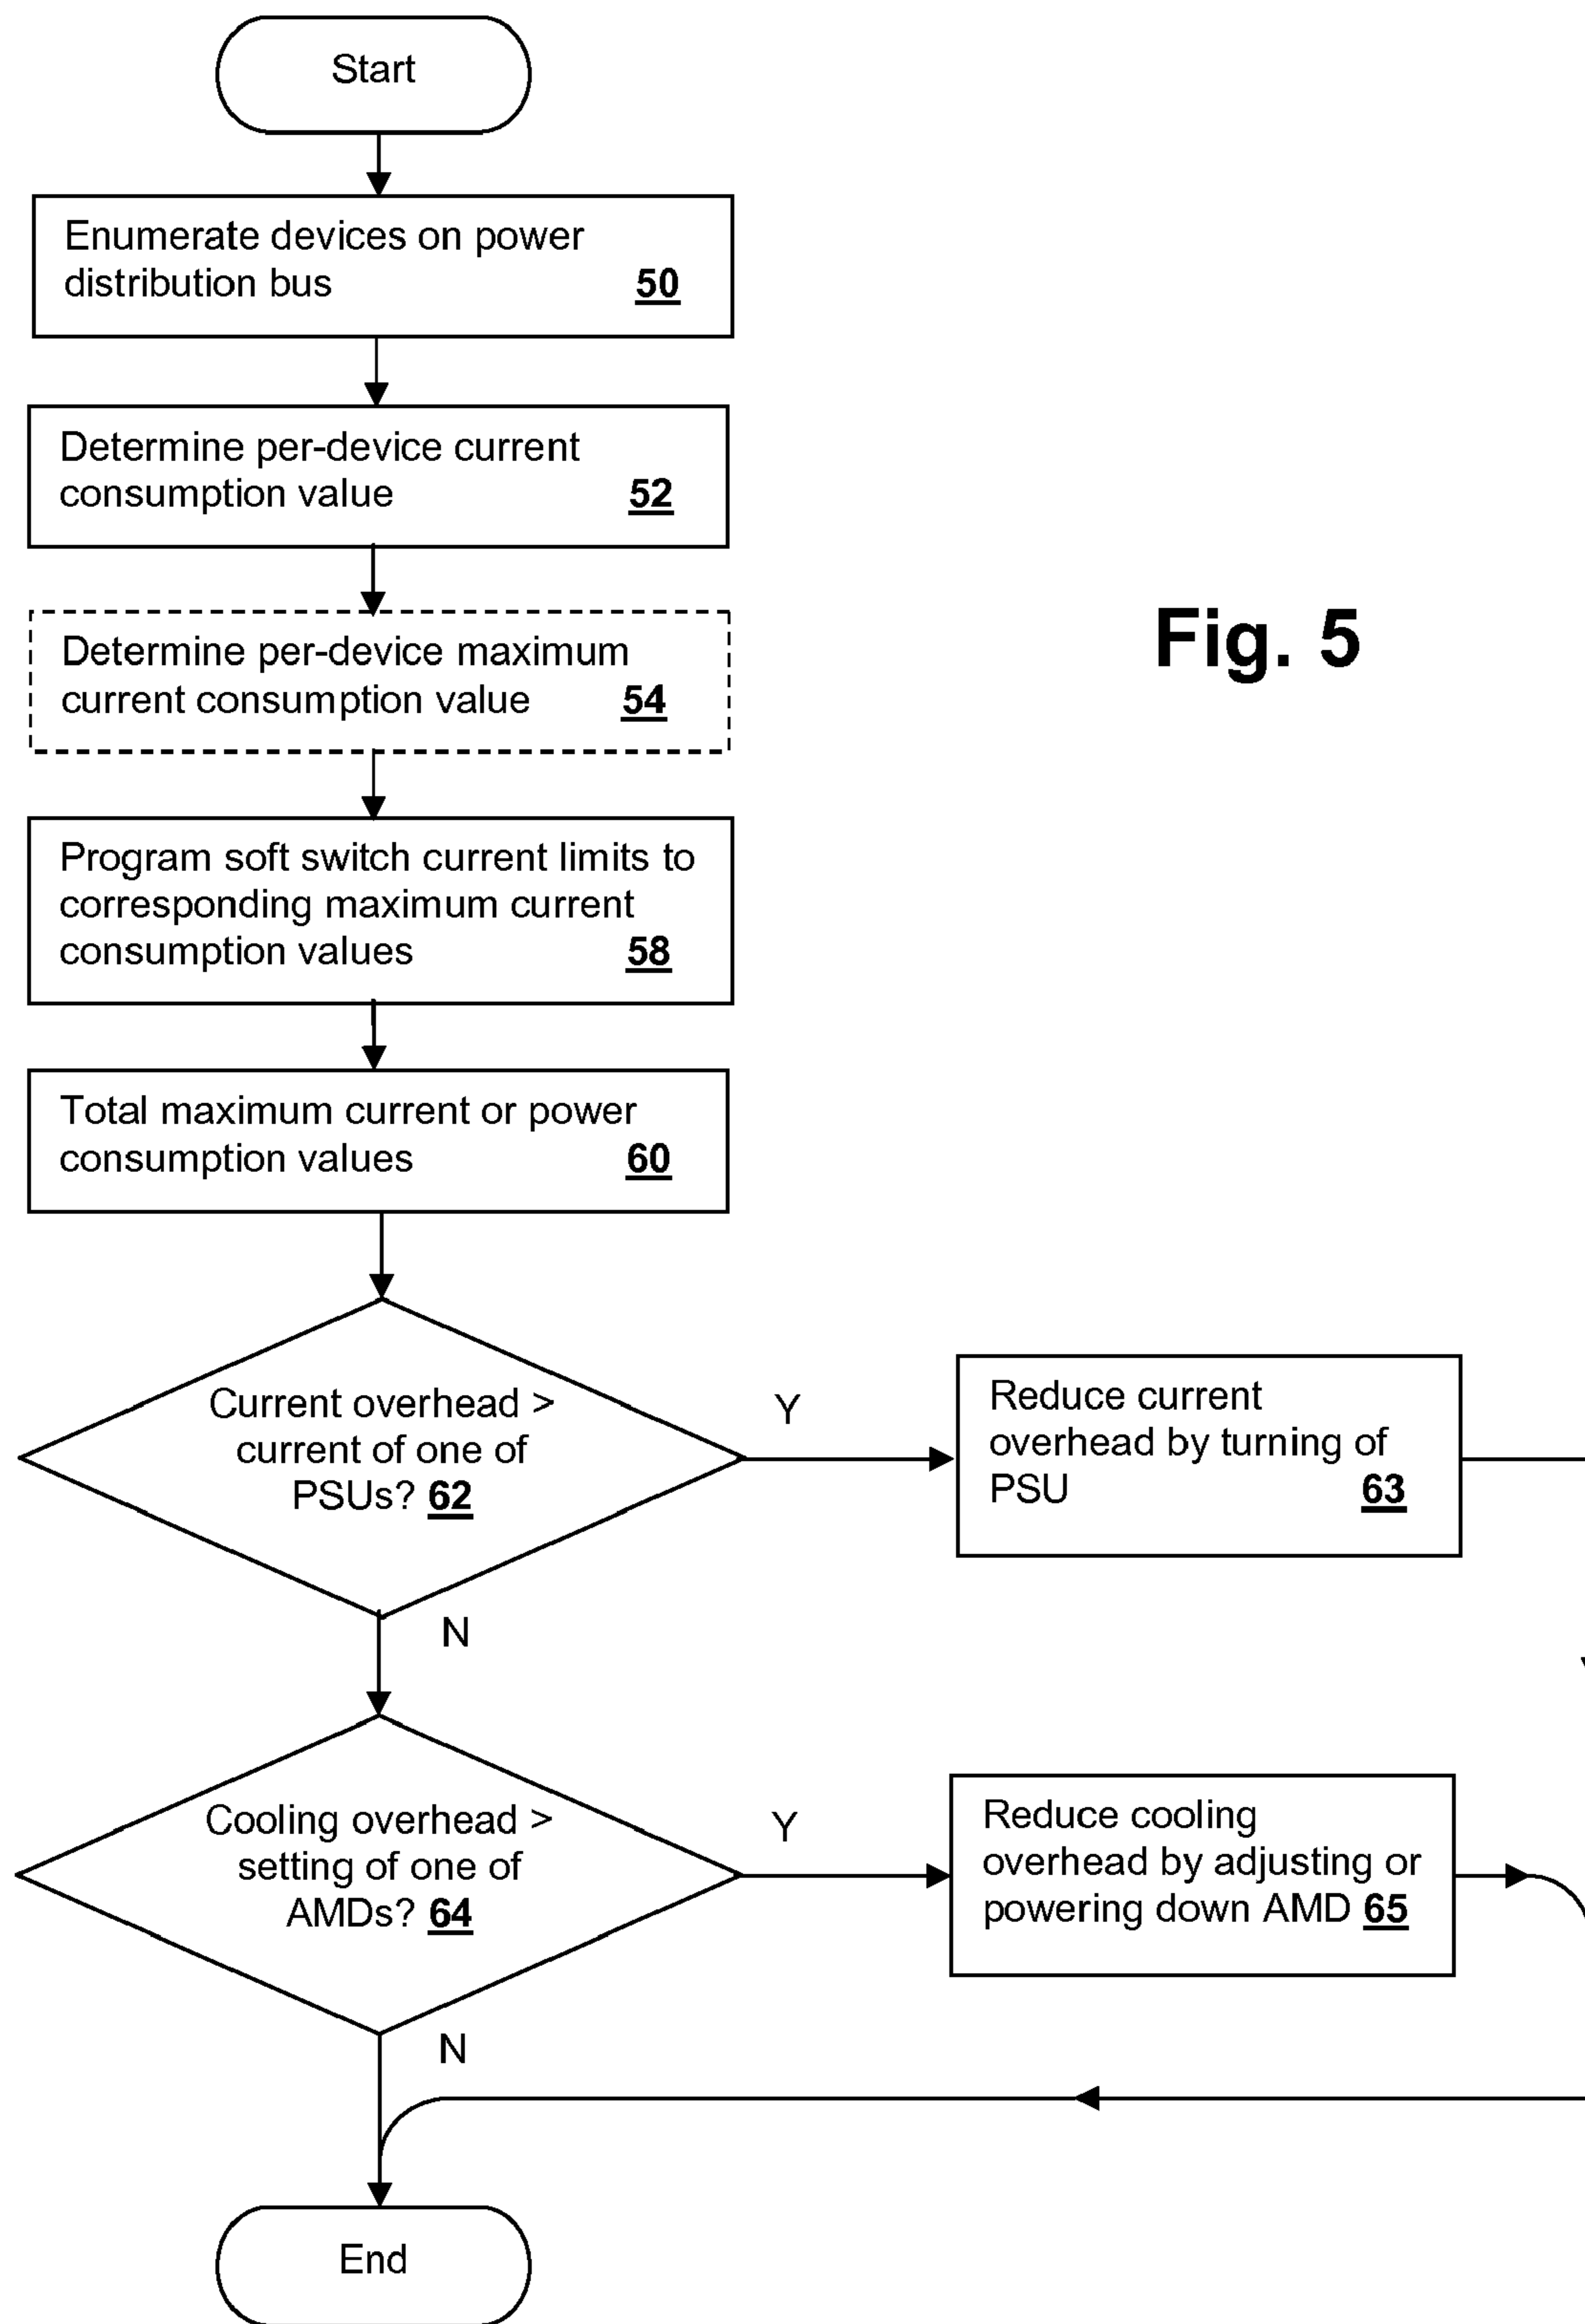 Start
Enumerate devices on power
distribution bus 50
Determine per-device current
consumption value 52
Determine per-device maximum
current consumption value 54
Fig. 5
Program soft switch current limits to
corresponding maximum current
consumption values 58
Total maximum current or power
consumption values 60
Current overhead >
current of one of
PSUs? 62
Y
Reduce current
overhead by turning of
PSU 63
N
Cooling overhead >
setting of one of
AMDs? 64
Y
Reduce cooling
overhead by adjusting or
powering down AMD 65
N
End